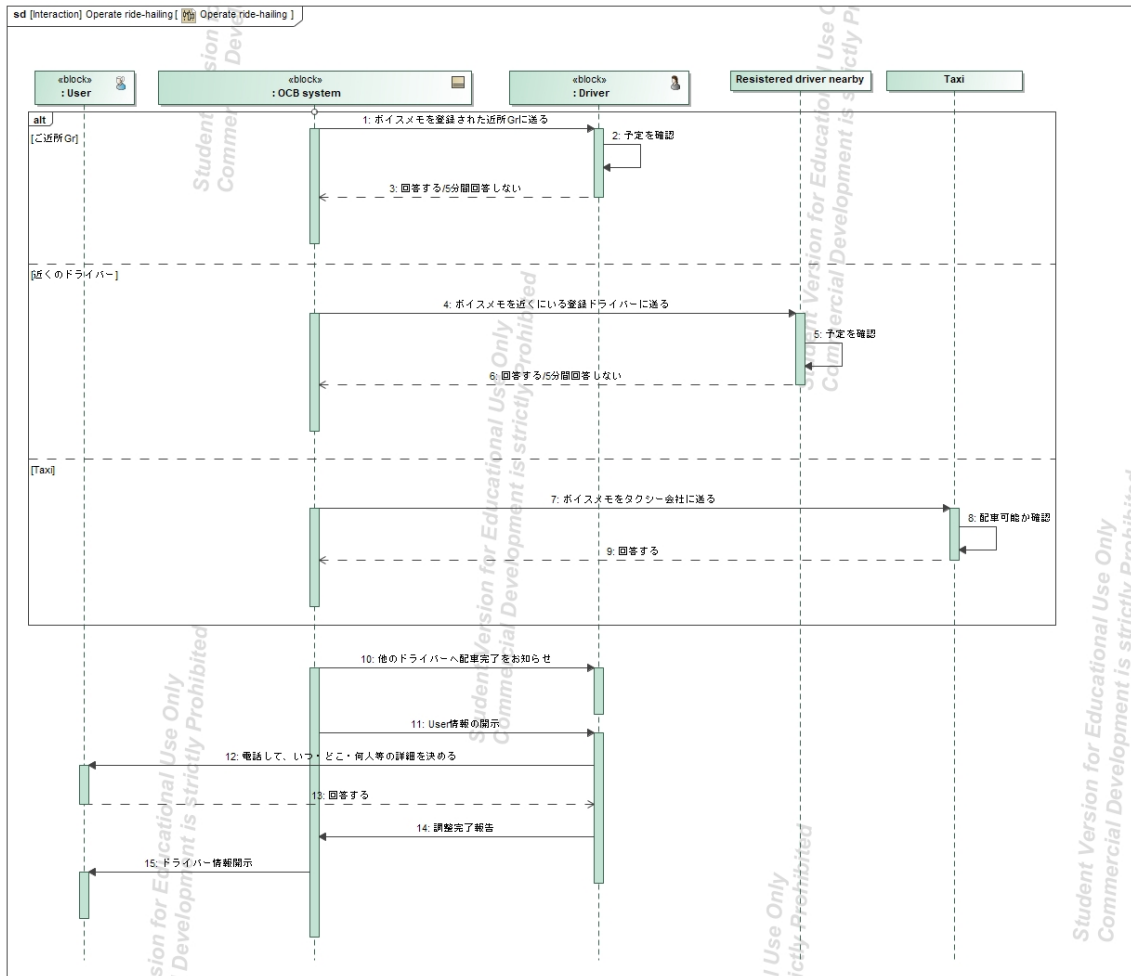 sd [Interaction] Operate ride-hailing [ Operate ride-hailing ]
«block»
: User
«block»
: OCB system
«block»
: Driver
Resistered driver nearby
Taxi
alt
[ご近所Gr]
1: ボイスメモを登録された近所Grに送る
2: 予定を確認
3: 回答する/5分間回答しない
[近くのドライバー]
4: ボイスメモを近くにいる登録ドライバーに送る
5: 予定を確認
6: 回答する/5分間回答しない
[Taxi]
7: ボイスメモをタクシー会社に送る
8: 配車可能か確認
9: 回答する
10: 他のドライバーへ配車完了をお知らせ
11: User情報の開示
12: 電話して、いつ・どこ・何人等の詳細を決める
13: 回答する
14: 調整完了報告
15: ドライバー情報開示
Student Version for Educational Use Only
Commercial Development is strictly Prohibited
Student Version for Educational Use Only
Commercial Development is strictly Prohibited